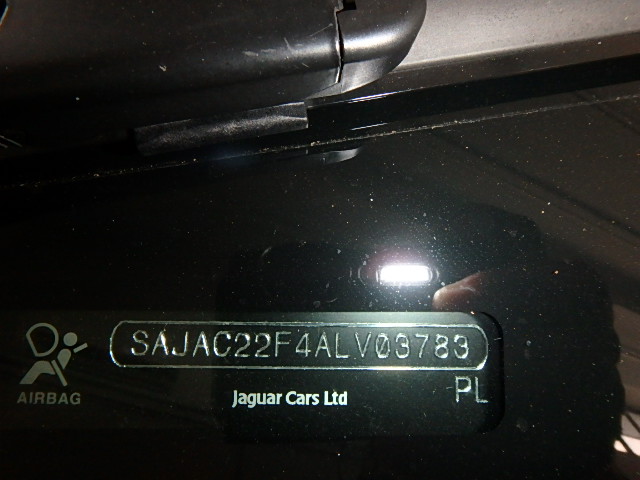 SAJAC22F4ALV03783
PL
AIRBAG
Jaguar Cars Ltd